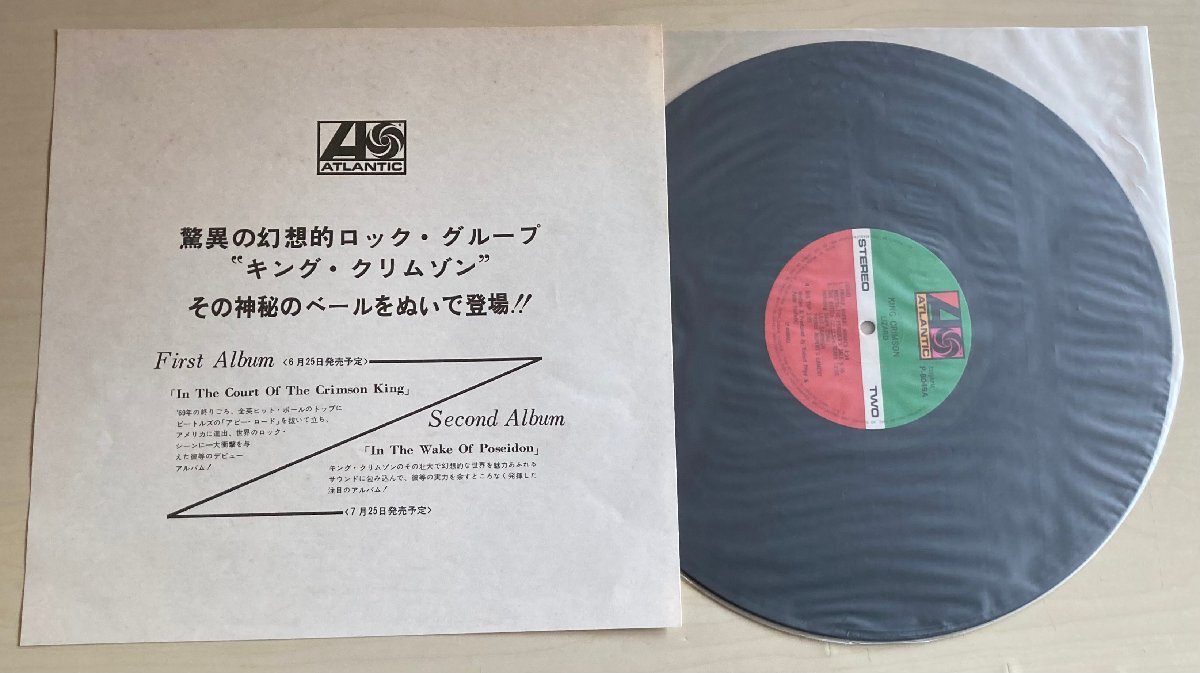 ATLANTIC
驚異の幻想的ロック・グループ
“キング・クリムゾン”
その神秘のベールをぬいで登場!!
First Album <6月25日発売予定>
「In The Court Of The Crimson King」
'69年の終りごろ、全英ヒット・ポールのトップに
ビートルズの「アビー・ロード」を抜いて立ち、
アメリカに進出、世界のロック・
シーンに一大衝撃を与
えた彼等のデビュー
アルバム!
Second Album
「In The Wake Of Poseidon」
キング・クリムゾンのその壮大で幻想的な世界を魅力あふれる
サウンドに包み込んで、彼等の実力を余すところなく発揮した
注目のアルバム!
<7月25日発売予定>
ATLANTIC
P-8049A
KING CRIMSON
LIZARD
STEREO
TWO